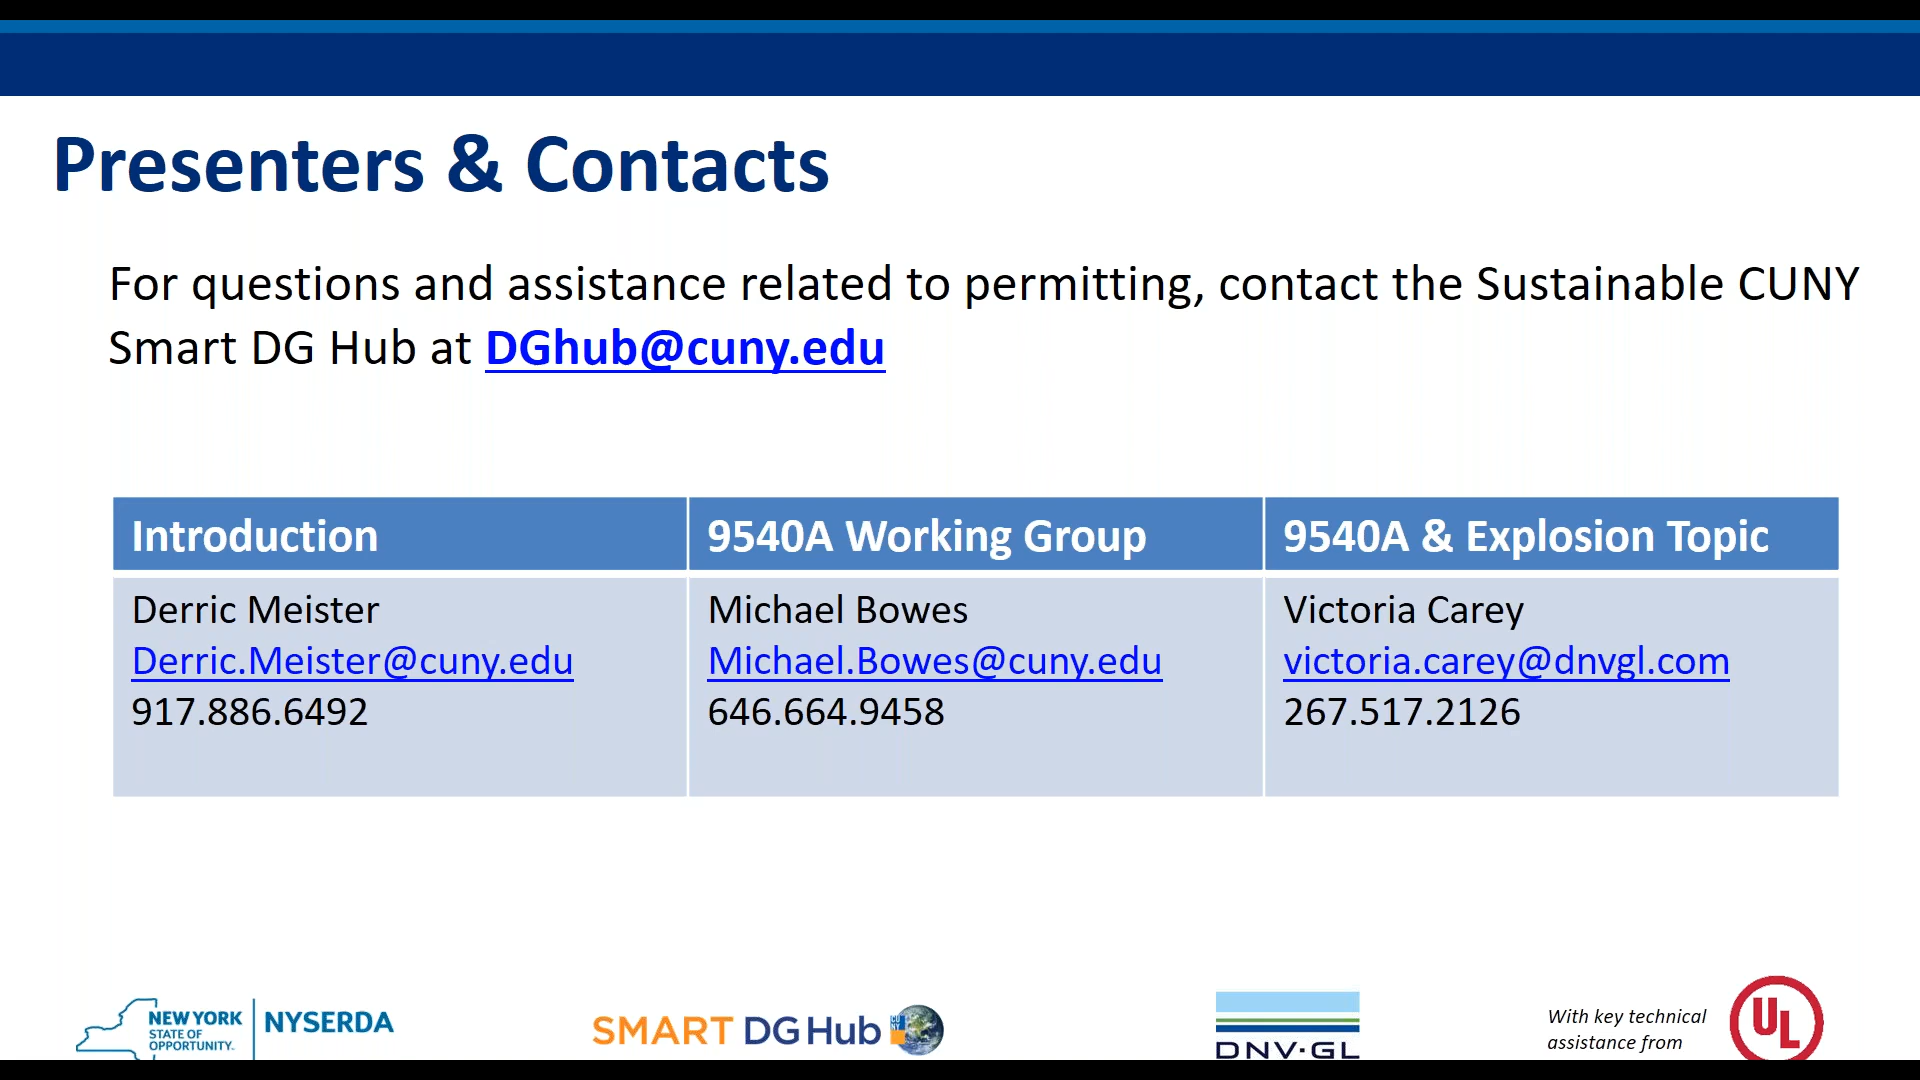 Presenters & Contacts
For questions and assistance related to permitting, contact the Sustainable CUNY
Smart DG Hub at DGhub@cuny.edu
Introduction
Derric Meister
Derric.Meister@cuny.edu
917.886.6492
9540A Working Group
Michael Bowes
Michael.Bowes@cuny.edu
646.664.9458
9540A & Explosion Topic
Victoria Carey
victoria.carey@dnvgl.com
267.517.2126
NEW YORK
STATE OF
OPPORTUNITY.
NYSERDA
SMART DG Hub
CU
NY
DNV·GL
With key technical
assistance from
UL